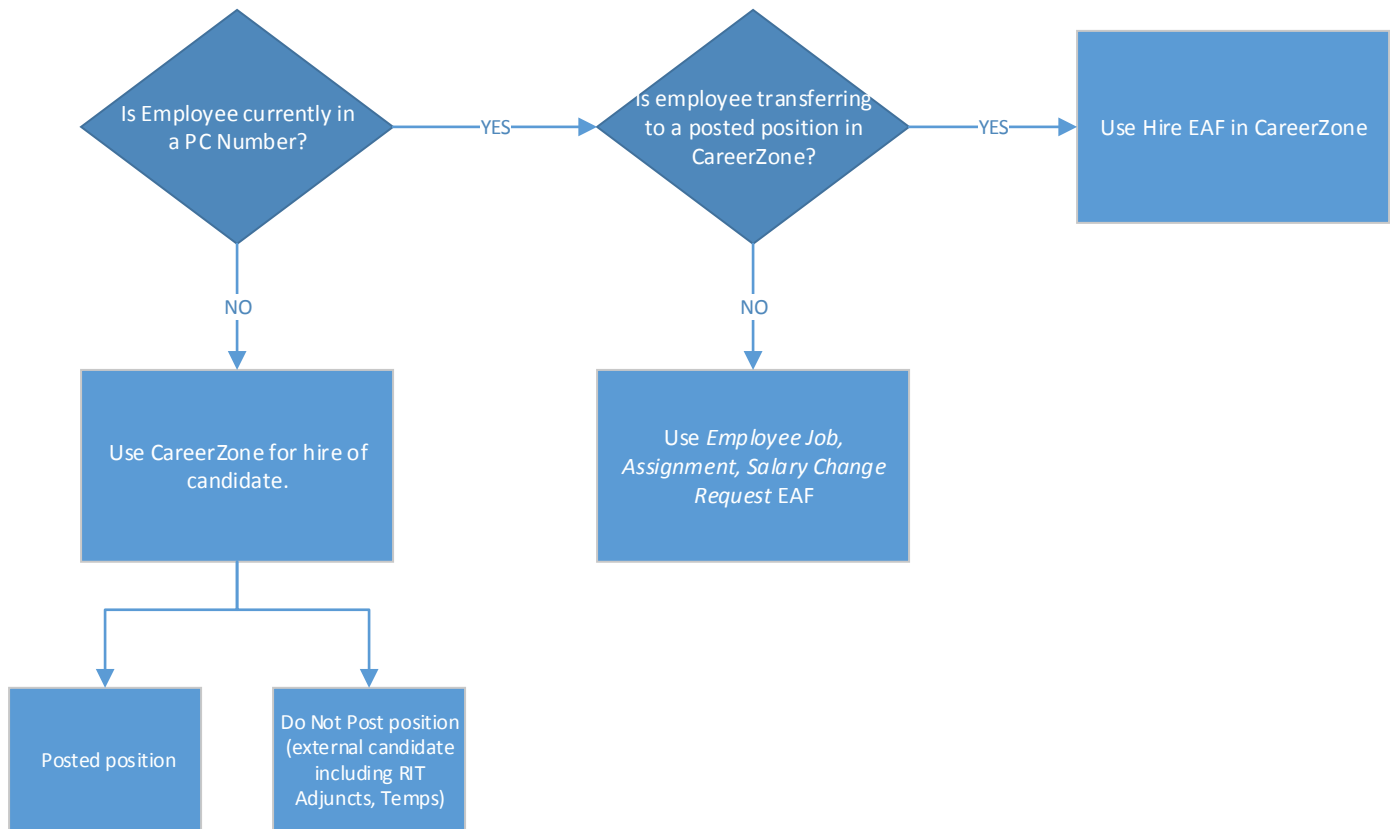 Is Employee currently in
a PC Number?
YES
Is employee transferring
to a posted position in
CareerZone?
YES
Use Hire EAF in CareerZone
NO
NO
Use CareerZone for hire of
candidate.
Use Employee Job,
Assignment, Salary Change
Request EAF
Posted position
Do Not Post position
(external candidate
including RIT
Adjuncts, Temps)